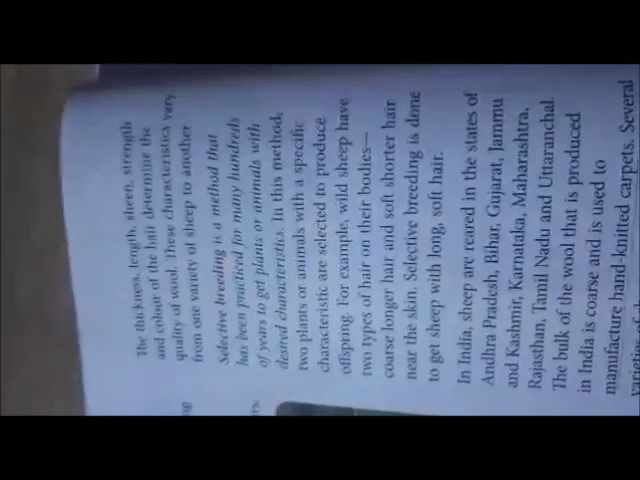 The thickness, length, sheen, strength
and colour of the hair determine the
quality of wool. These characteristics vary
from one variety of sheep to another
Selective breeding is a method that
has been practiced for many hundreds
of years to get plants or animals with
desired characteristics. In this method,
two plants or animals with a specific
characteristic are selected to produce
offspring. For example, wild sheep have
two types of hair on their bodies—
coarse longer hair and soft shorter hair
near the skin. Selective breeding is done
to get sheep with long, soft hair.
In India, sheep are reared in the states of
Andhra Pradesh, Bihar, Gujarat, Jammu
and Kashmir, Karnataka, Maharashtra,
Rajasthan, Tamil Nadu and Uttaranchal.
The bulk of the wool that is produced
in India is coarse and is used to
manufacture hand-knitted carpets. Several